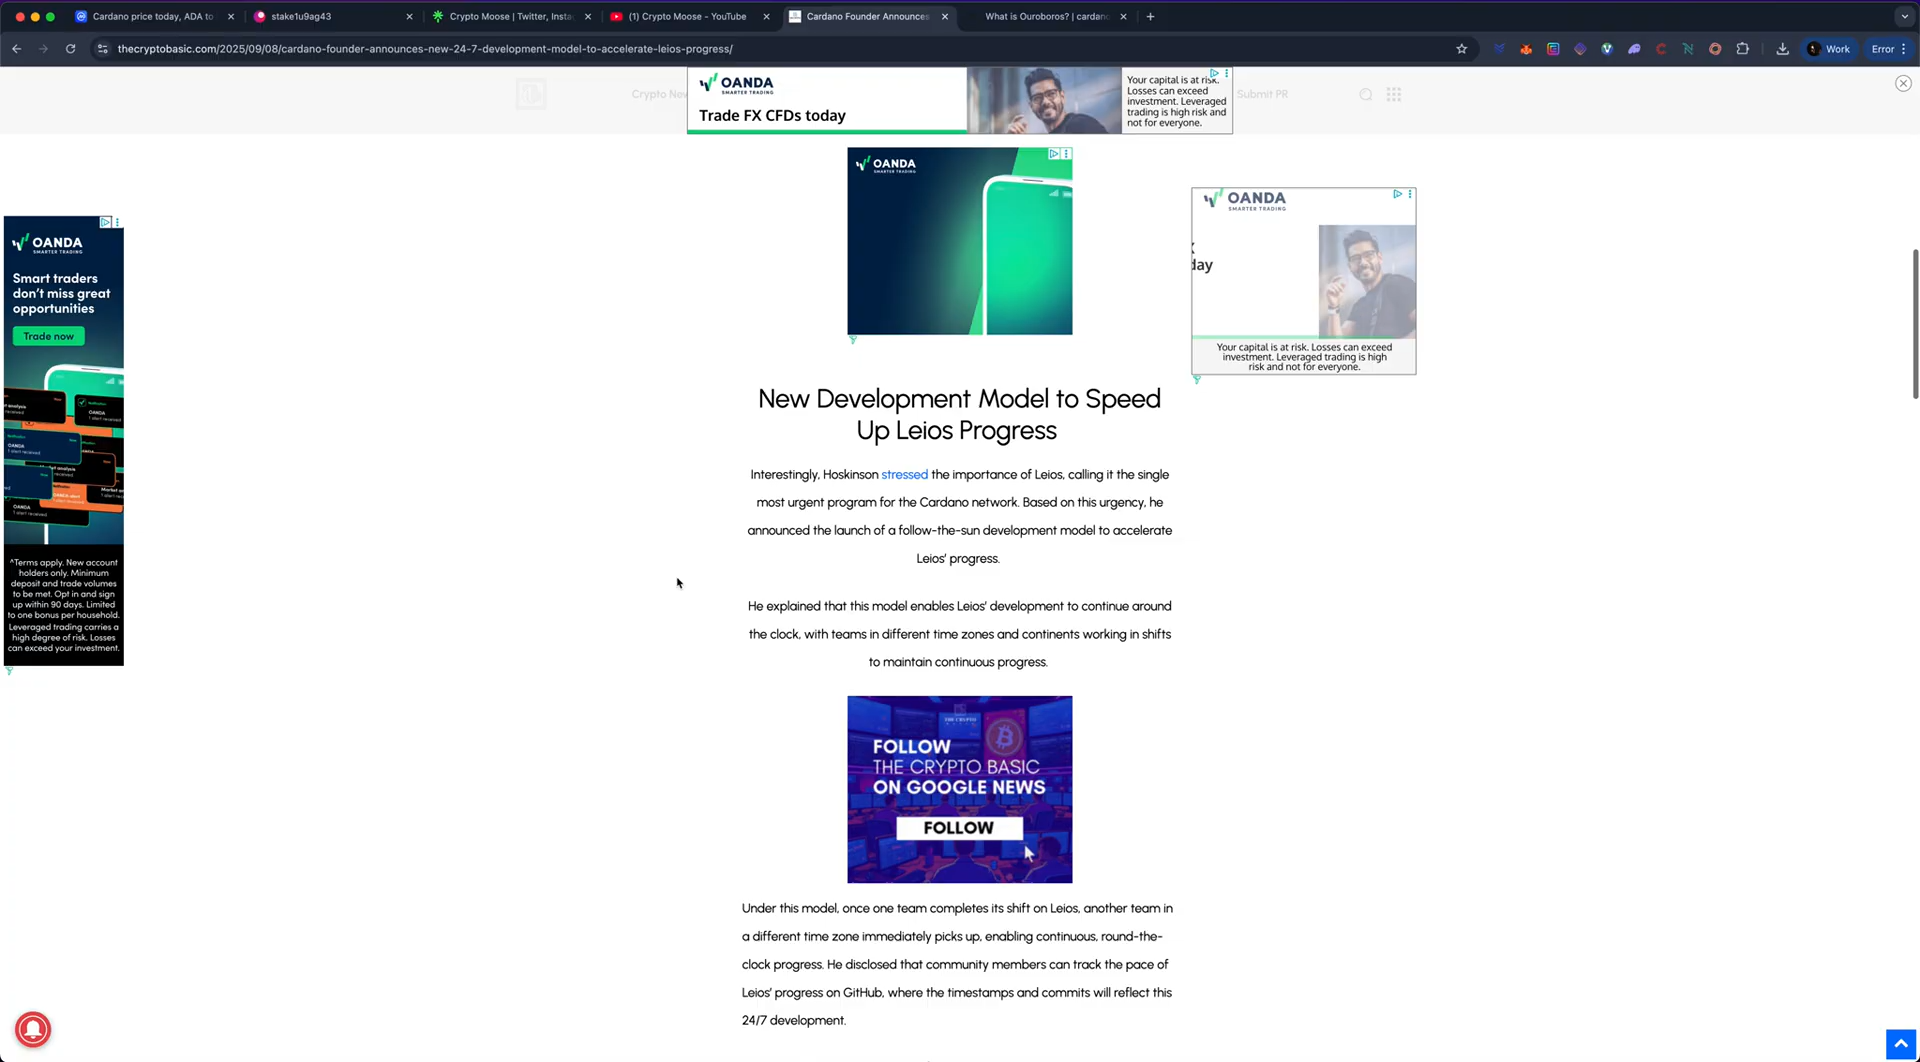 Cardano price today, ADA to
stake1u9ag43
Crypto Moose | Twitter, Insta
(1) Crypto Moose - YouTube
Cardano Founder Announces
What is Ouroboros? | cardano
thecryptobasic.com/2025/09/08/cardano-founder-announces-new-24-7-development-model-to-accelerate-leios-progress/
Work
Error
Crypto New
OANDA
SMARTER TRADING
Trade FX CFDs today
Your capital is at risk.
Losses can exceed
investment. Leveraged
trading is high risk and
not for everyone.
Submit PR
OANDA
SMARTER TRADING
OANDA
SMARTER TRADING
day
Your capital is at risk. Losses can exceed
investment. Leveraged trading is high
risk and not for everyone.
OANDA
SMARTER TRADING
Smart traders
don't miss great
opportunities
Trade now
^Terms apply. New account
holders only. Minimum
deposit and trade volumes
to be met. Opt in and sign
up within 90 days. Limited
to one bonus per household.
Leveraged trading carries a
high degree of risk. Losses
can exceed your investment.
New Development Model to Speed
Up Leios Progress
Interestingly, Hoskinson stressed the importance of Leios, calling it the single
most urgent program for the Cardano network. Based on this urgency, he
announced the launch of a follow-the-sun development model to accelerate
Leios' progress.
He explained that this model enables Leios' development to continue around
the clock, with teams in different time zones and continents working in shifts
to maintain continuous progress.
THE CRYPTO
FOLLOW
THE CRYPTO BASIC
ON GOOGLE NEWS
FOLLOW
Under this model, once one team completes its shift on Leios, another team in
a different time zone immediately picks up, enabling continuous, round-the-
clock progress. He disclosed that community members can track the pace of
Leios' progress on GitHub, where the timestamps and commits will reflect this
24/7 development.